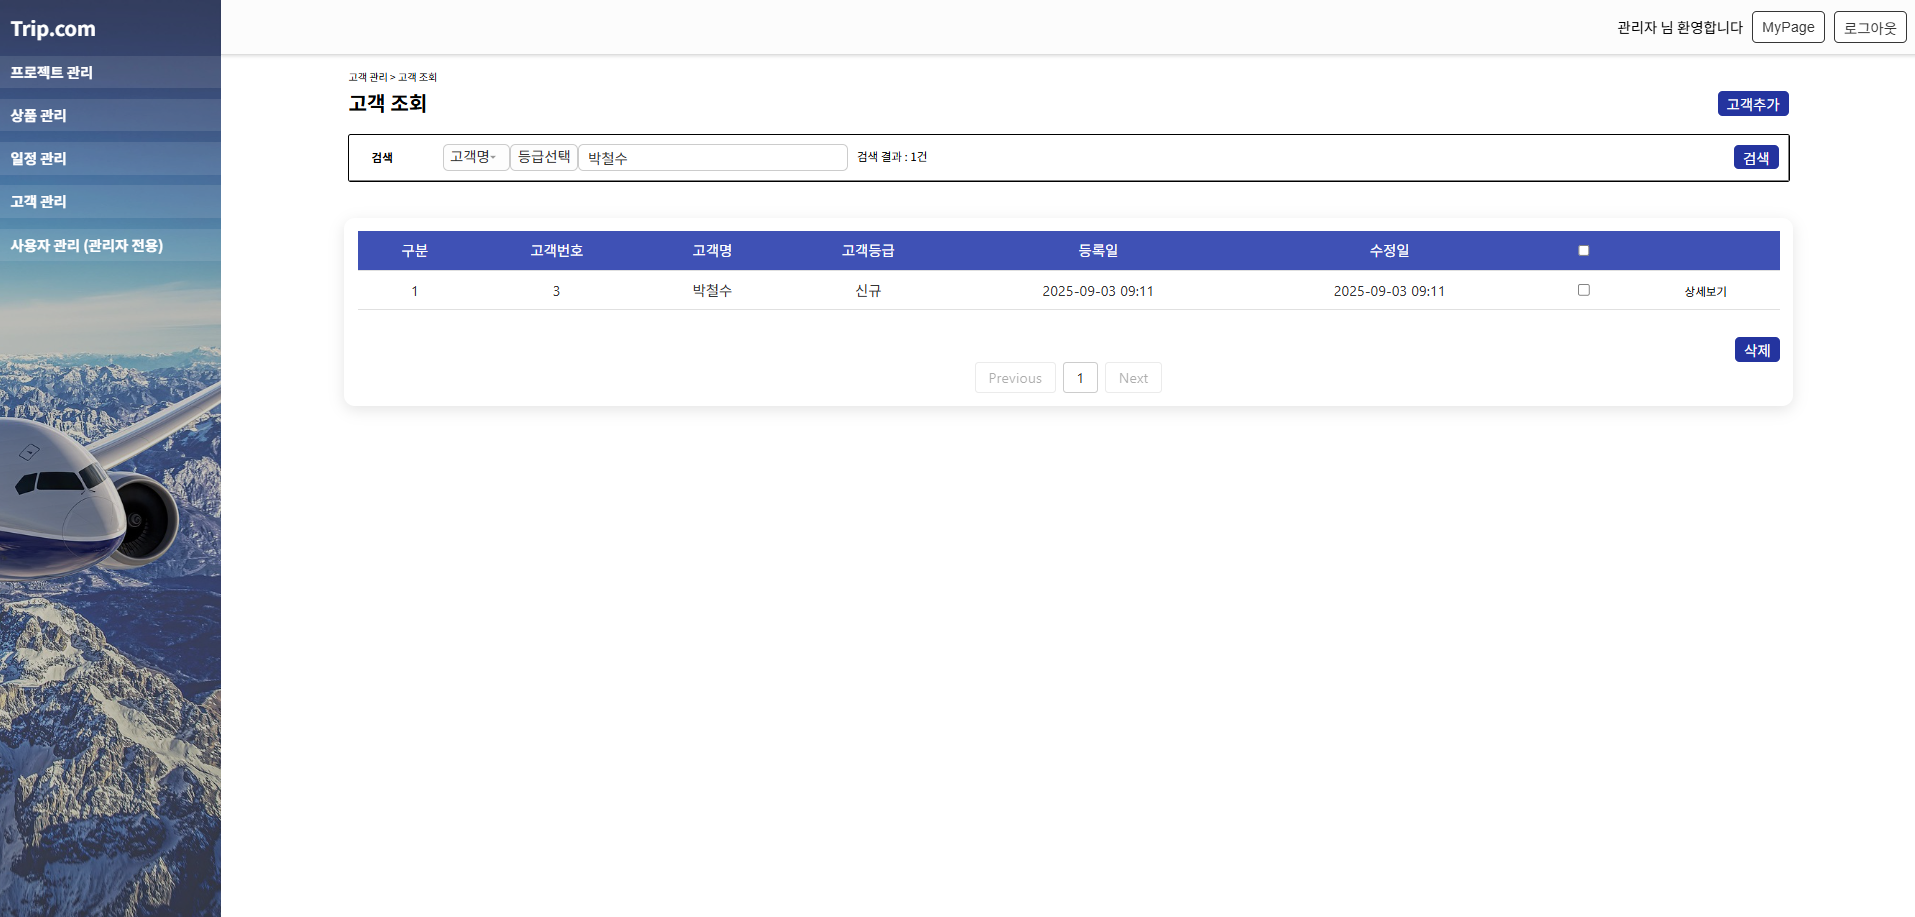 Trip.com
관리자 님 환영합니다 MyPage 로그아웃
프로젝트 관리
상품 관리
일정 관리
고객 관리
사용자 관리 (관리자 전용)
고객 관리 > 고객 조회
고객 조회
고객추가
검색 고객명 등급선택 박철수 검색 결과 : 1건 검색
구분 고객번호 고객명 고객등급 등록일 수정일
1 3 박철수 신규 2025-09-03 09:11 2025-09-03 09:11 상세보기
삭제
Previous 1 Next